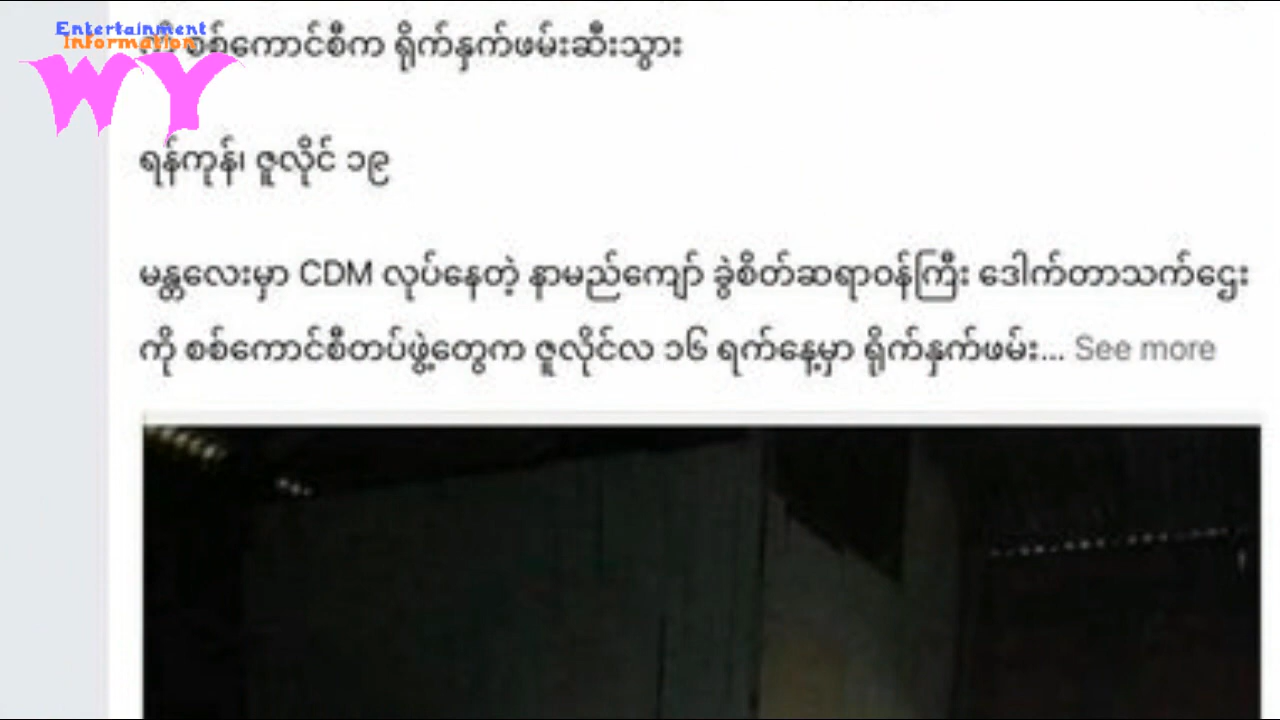 Entertainment
Information
WY
ကို စစ်ကောင်စီက ရိုက်နှက်ဖမ်းဆီးသွား
ရန်ကုန်၊ ဇူလိုင် ၁၉
မန္တလေးမှာ CDM လုပ်နေတဲ့ နာမည်ကျော် ခွဲစိတ်ဆရာဝန်ကြီး ဒေါက်တာသက်ဌေး
ကို စစ်ကောင်စီတပ်ဖွဲ့တွေက ဇူလိုင်လ ၁၆ ရက်နေ့မှာ ရိုက်နှက်ဖမ်း... See more